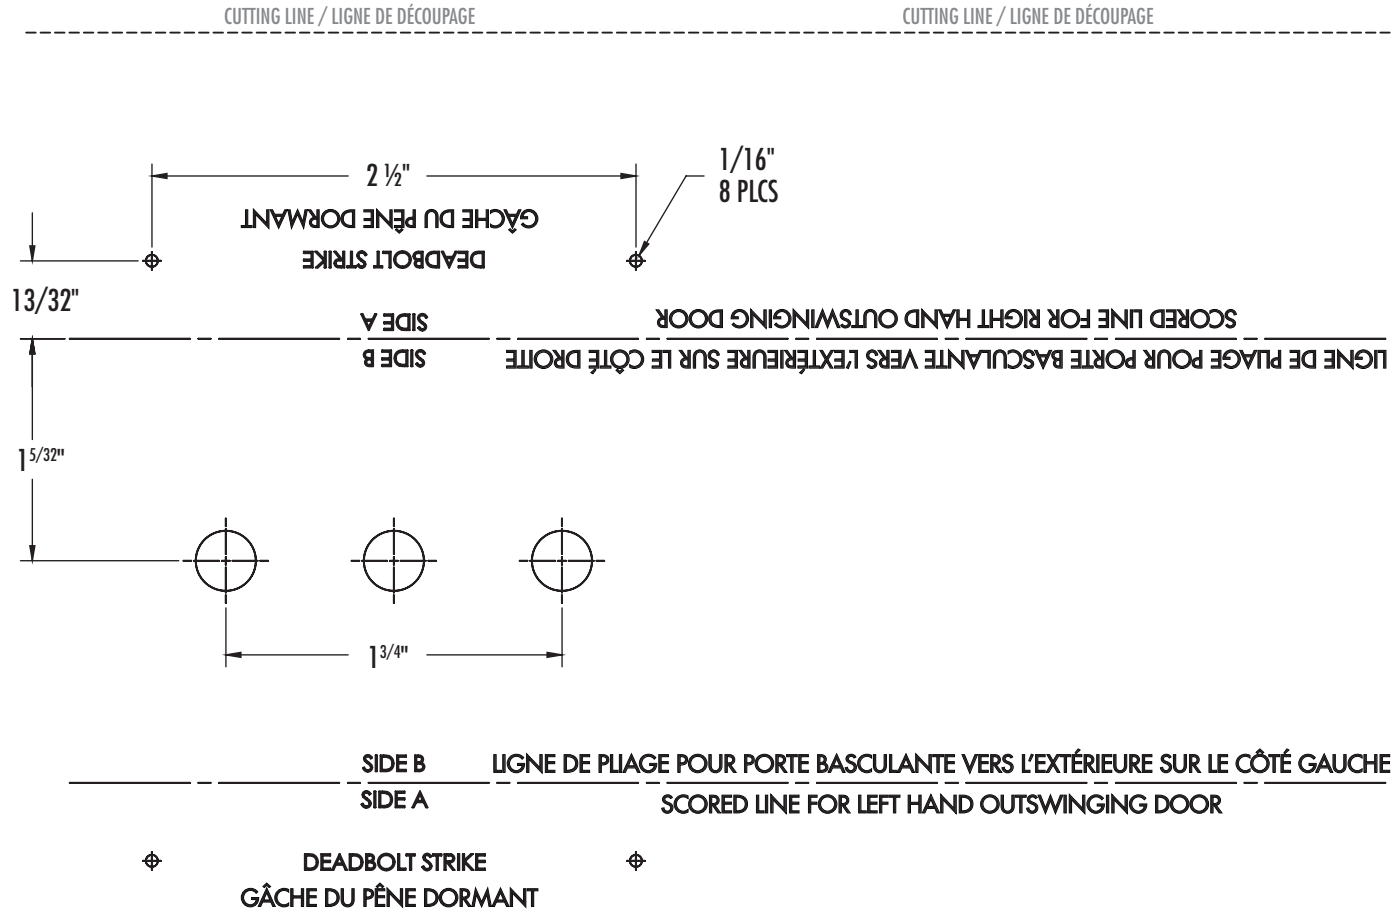 CUTTING LINE / LIGNE DE DÉCOUPAGE
CUTTING LINE / LIGNE DE DÉCOUPAGE
2 ½"
1/16"
8 PLCS
GÂCHE DU PÊNE DORMANT
DEADBOLT STRIKE
13/32"
SIDE A
SCORED LINE FOR RIGHT HAND OUTSWINGING DOOR
SIDE B
LIGNE DE PLIAGE POUR PORTE BASCULANTE VERS L'EXTÉRIEURE SUR LE CÔTÉ DROITE
1 5/32"
1 3/4"
SIDE B
LIGNE DE PLIAGE POUR PORTE BASCULANTE VERS L'EXTÉRIEURE SUR LE CÔTÉ GAUCHE
SIDE A
SCORED LINE FOR LEFT HAND OUTSWINGING DOOR
DEADBOLT STRIKE
GÂCHE DU PÊNE DORMANT